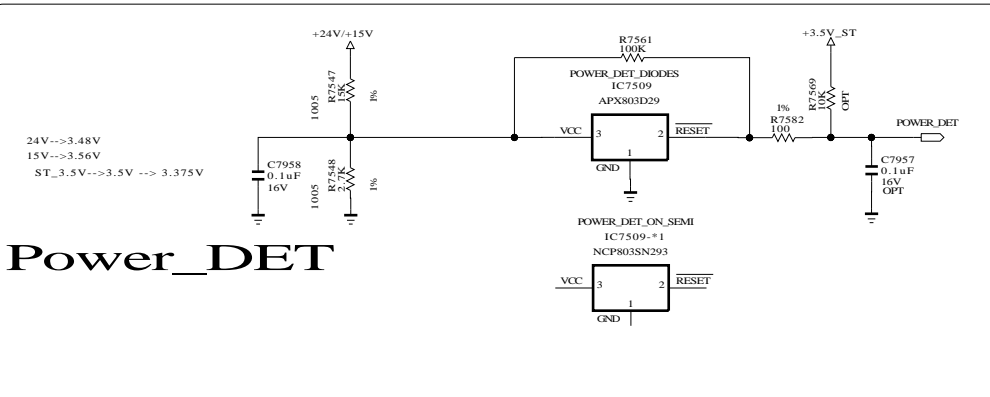 +24V/+15V
R7547
15K
1%
1005
24V-->3.48V
15V-->3.56V
ST_3.5V-->3.5V --> 3.375V
C7958
0.1uF
16V
R7548
2.7K
1%
1005
Power_DET
R7561
100K
POWER_DET_DIODES
IC7509
APX803D29
VCC
3
2
RESET
1
GND
POWER_DET_ON_SEMI
IC7509-*1
NCP803SN293
VCC
3
2
RESET
1
GND
+3.5V_ST
R7569
10K
OPT
1%
R7582
100
POWER_DET
C7957
0.1uF
16V
OPT